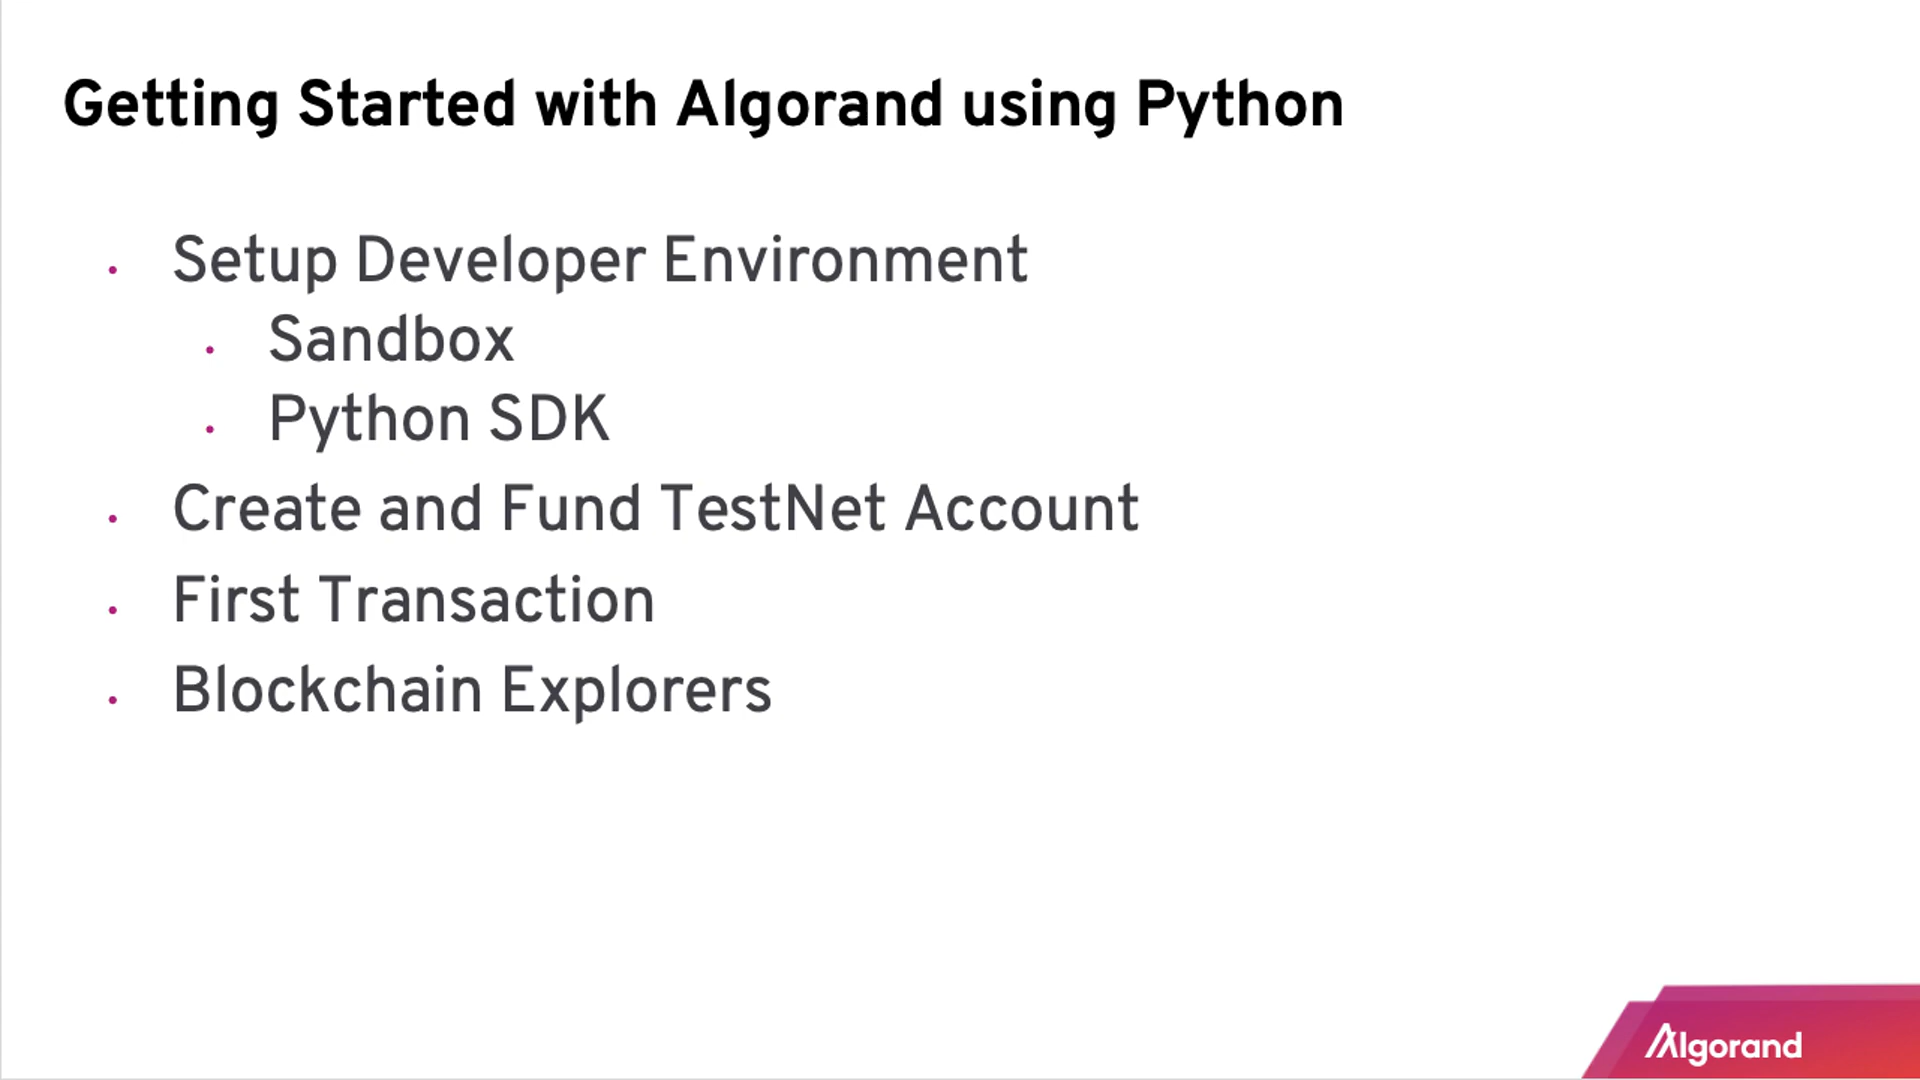 Getting Started with Algorand using Python
Setup Developer Environment
Sandbox
Python SDK
Create and Fund TestNet Account
First Transaction
Blockchain Explorers
Algorand